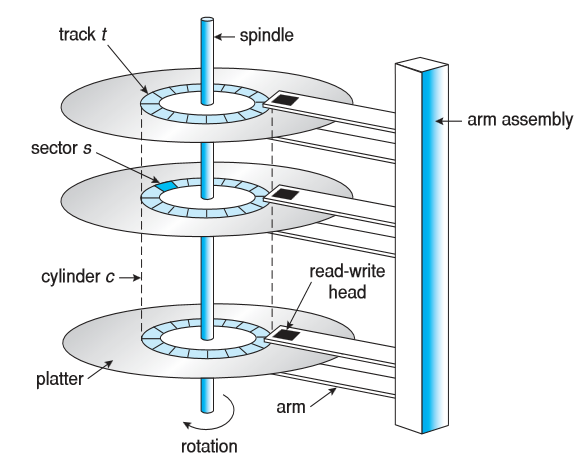 track t
spindle
arm assembly
sector s
cylinder c
read-write
head
platter
arm
rotation